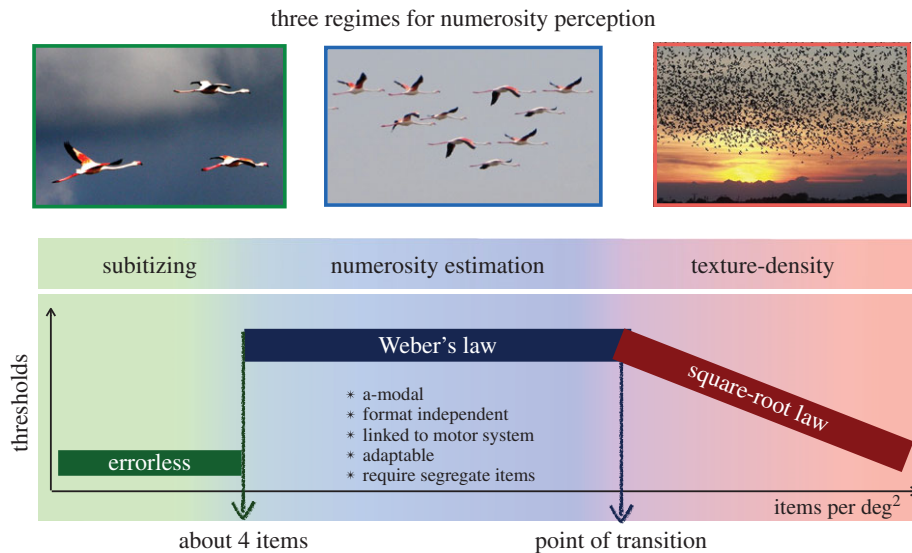 three regimes for numerosity perception
subitizing
numerosity estimation
texture-density
thresholds
errorless
Weber's law
* a-modal
* format independent
* linked to motor system
* adaptable
* require segregate items
square-root law
items per deg²
about 4 items
point of transition